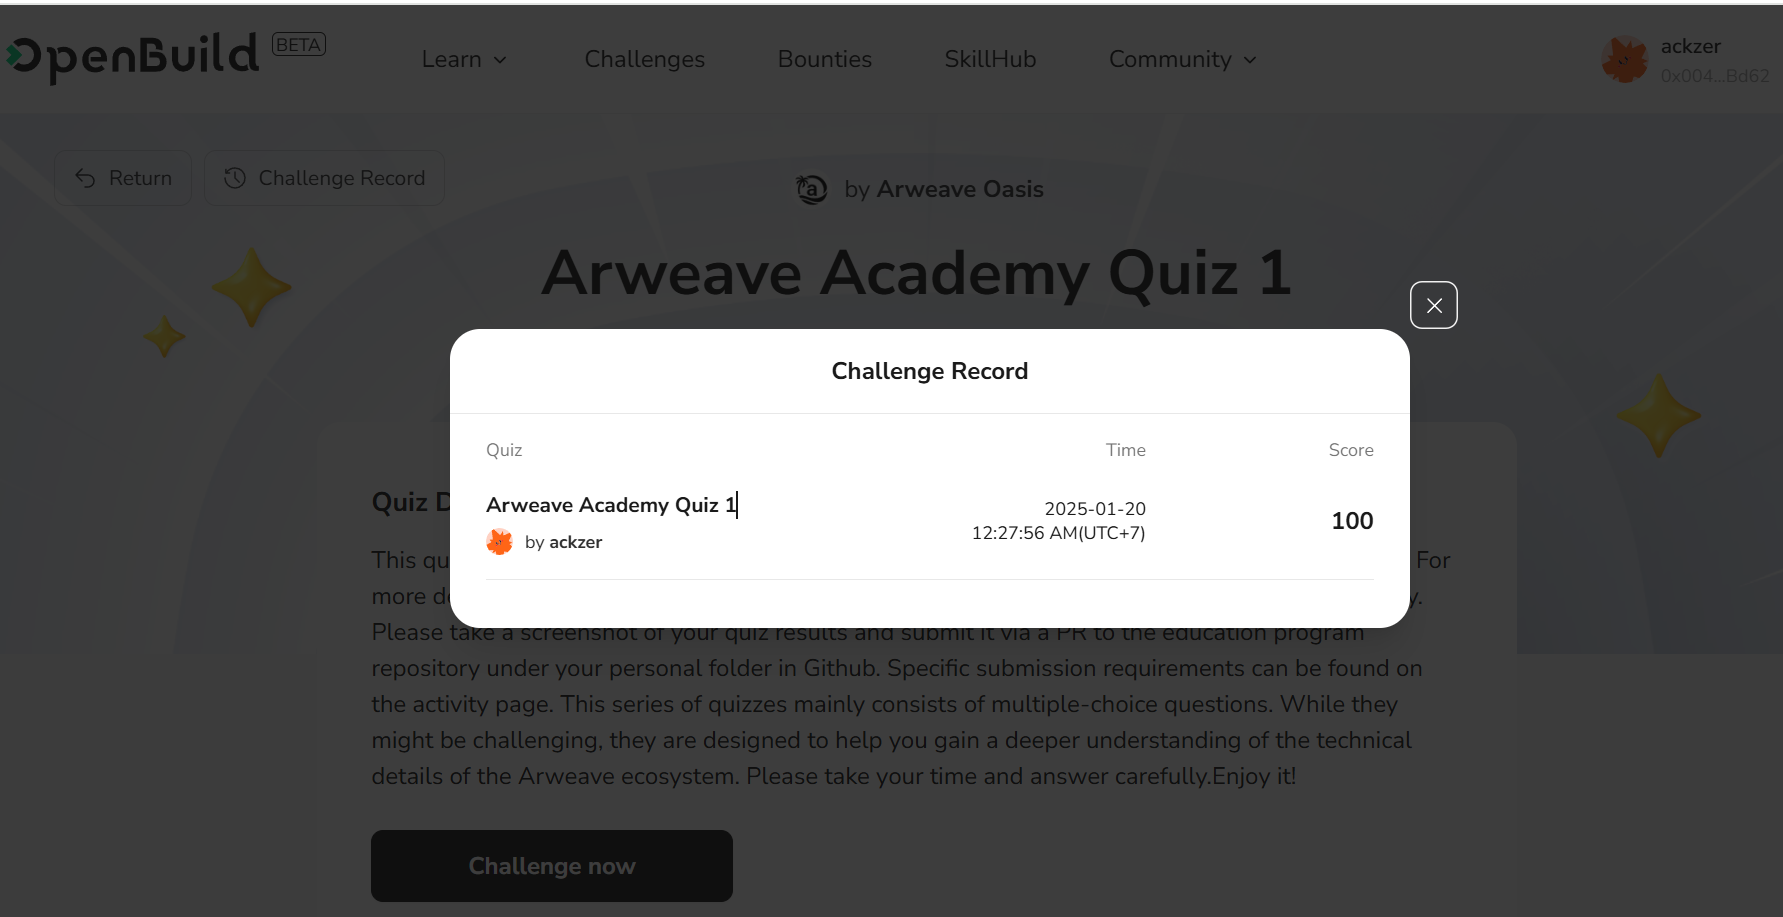 OpenBuild BETA
Learn
Challenges
Bounties
SkillHub
Community
ackzer
0x004...Bd62
Return
Challenge Record
by Arweave Oasis
Arweave Academy Quiz 1
Challenge Record
Quiz Time Score
Arweave Academy Quiz 1
by ackzer
2025-01-20
12:27:56 AM(UTC+7)
100
Quiz
This For
more
Please take a screenshot of your quiz results and submit it via a PR to the education program
repository under your personal folder in Github. Specific submission requirements can be found on
the activity page. This series of quizzes mainly consists of multiple-choice questions. While they
might be challenging, they are designed to help you gain a deeper understanding of the technical
details of the Arweave ecosystem. Please take your time and answer carefully.Enjoy it!
Challenge now